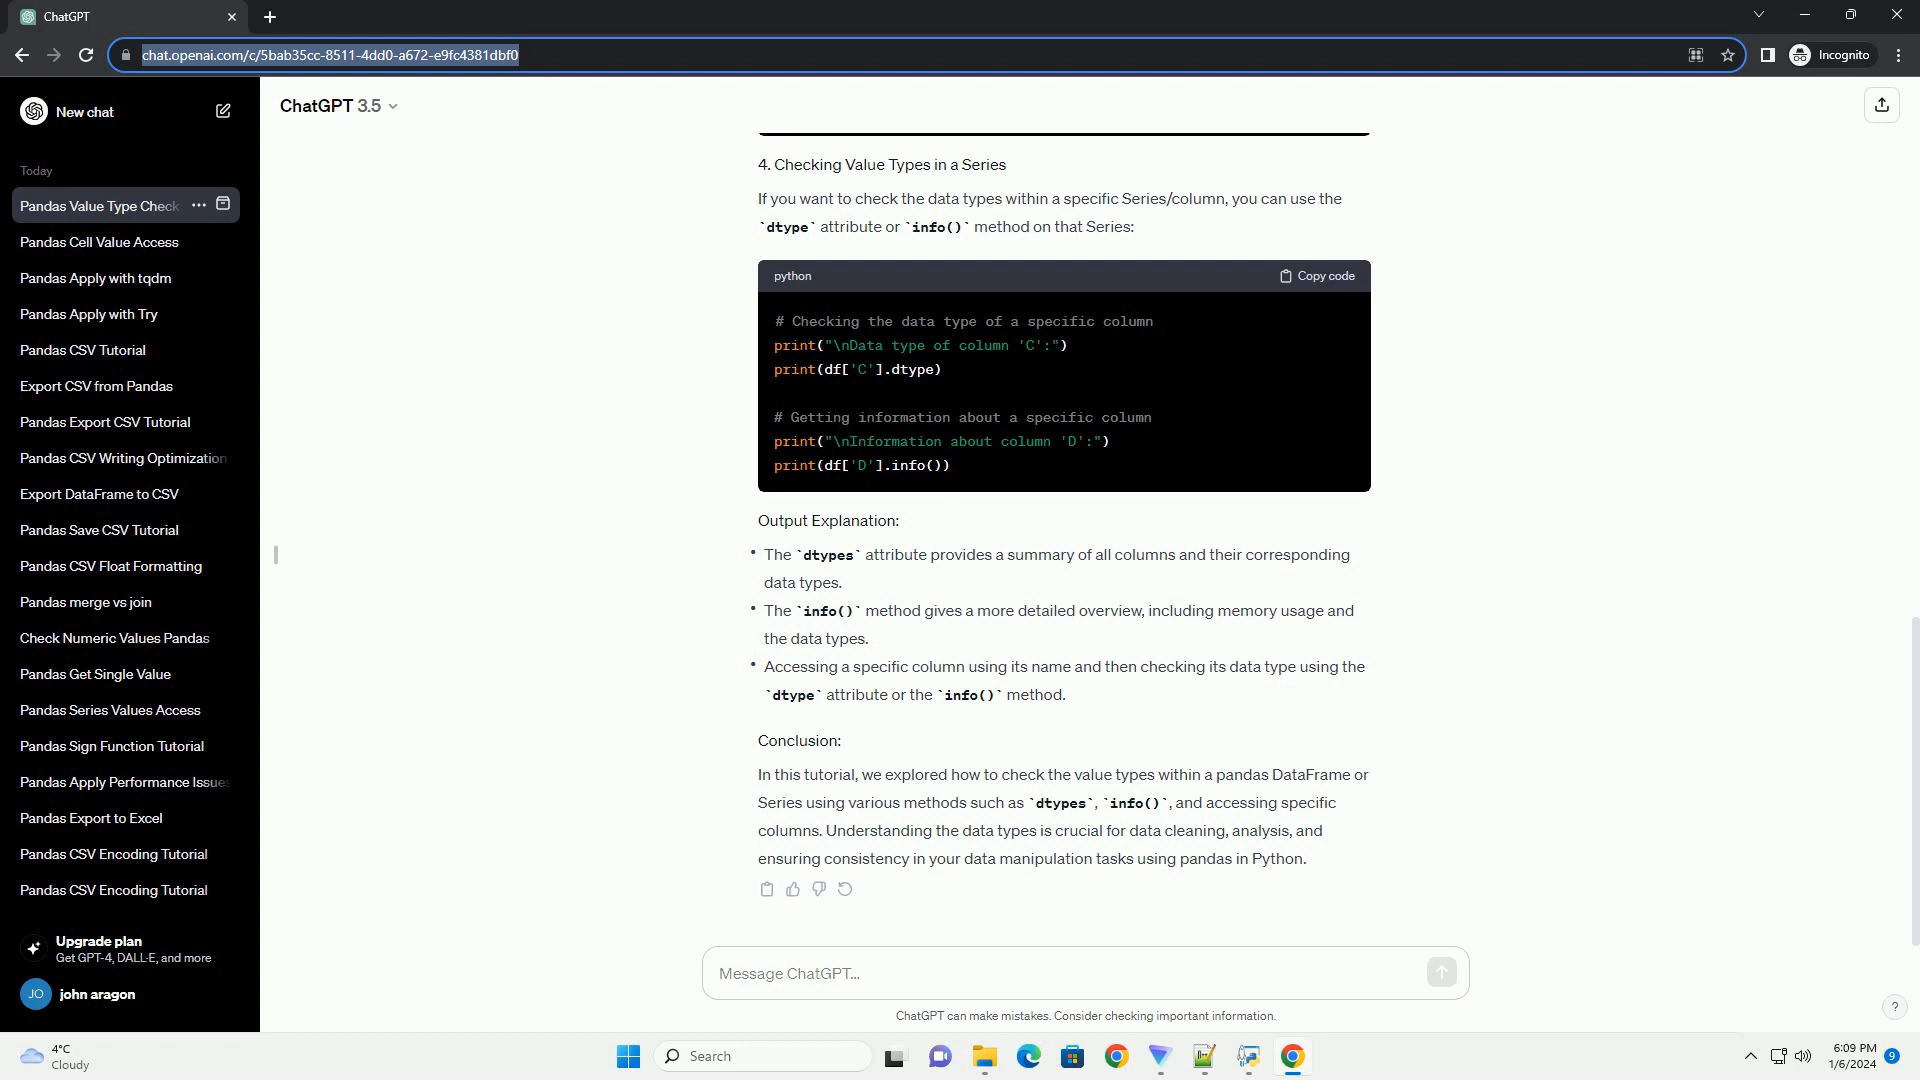 ChatGPT
chat.openai.com/c/5bab35cc-8511-4dd0-a672-e9fc4381dbf0
Incognito
New chat
Today
Pandas Value Type Check
Pandas Cell Value Access
Pandas Apply with tqdm
Pandas Apply with Try
Pandas CSV Tutorial
Export CSV from Pandas
Pandas Export CSV Tutorial
Pandas CSV Writing Optimization
Export DataFrame to CSV
Pandas Save CSV Tutorial
Pandas CSV Float Formatting
Pandas merge vs join
Check Numeric Values Pandas
Pandas Get Single Value
Pandas Series Values Access
Pandas Sign Function Tutorial
Pandas Apply Performance Issues
Pandas Export to Excel
Pandas CSV Encoding Tutorial
Pandas CSV Encoding Tutorial
Upgrade plan
Get GPT-4, DALL·E, and more
JO john aragon
ChatGPT 3.5
4. Checking Value Types in a Series
If you want to check the data types within a specific Series/column, you can use the
`dtype` attribute or `info()` method on that Series:
python Copy code
# Checking the data type of a specific column
print("\nData type of column 'C':")
print(df['C'].dtype)
# Getting information about a specific column
print("\nInformation about column 'D':")
print(df['D'].info())
Output Explanation:
• The `dtypes` attribute provides a summary of all columns and their corresponding
data types.
• The `info()` method gives a more detailed overview, including memory usage and
the data types.
• Accessing a specific column using its name and then checking its data type using the
`dtype` attribute or the `info()` method.
Conclusion:
In this tutorial, we explored how to check the value types within a pandas DataFrame or
Series using various methods such as `dtypes`, `info()`, and accessing specific
columns. Understanding the data types is crucial for data cleaning, analysis, and
ensuring consistency in your data manipulation tasks using pandas in Python.
Message ChatGPT...
ChatGPT can make mistakes. Consider checking important information.
?
4°C
Cloudy
Search
6:09 PM
1/6/2024
9